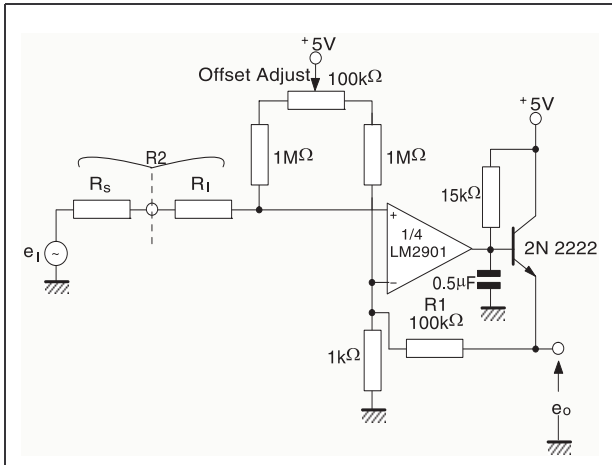 +5V
Offset Adjust
100kΩ
+5V
1MΩ
1MΩ
R2
Rs
RI
15kΩ
+
1/4
LM2901
2N 2222
eI
~
−
0.5µF
R1
100kΩ
1kΩ
eo